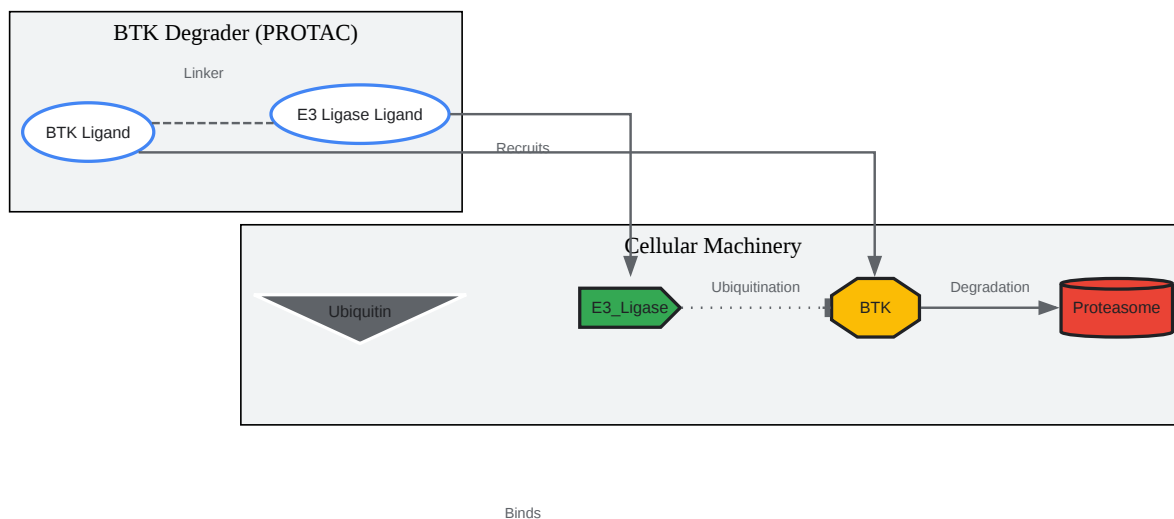 BTK Degrader (PROTAC)
Linker
E3 Ligase Ligand
BTK Ligand
Recruits
Cellular Machinery
Ubiquitination
Degradation
Ubiquitin
E3_Ligase
BTK
Proteasome
Binds